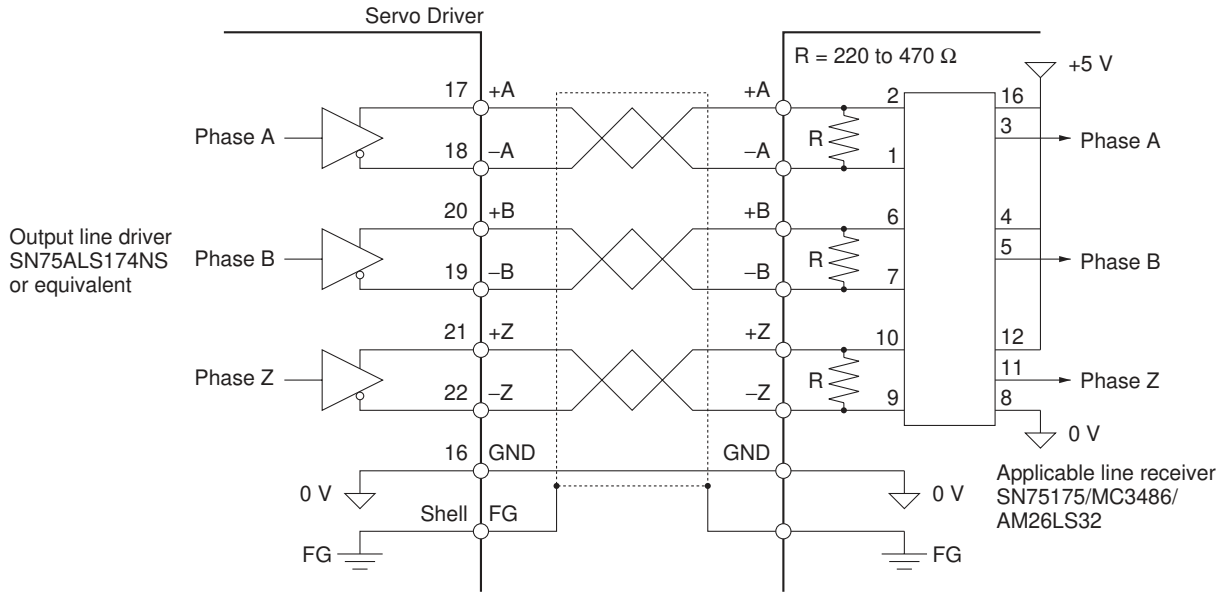 Servo Driver
R = 220 to 470 Ω
+5 V
17 +A +A 2 16
Phase A R 3 Phase A
18 –A –A 1
20 +B +B 6 4
Output line driver
SN75ALS174NS
or equivalent
Phase B R 5 Phase B
19 –B –B 7
21 +Z +Z 10 12
Phase Z R 11 Phase Z
22 –Z –Z 9 8
0 V
16 GND GND
0 V 0 V
Applicable line receiver
SN75175/MC3486/
AM26LS32
Shell FG
FG FG